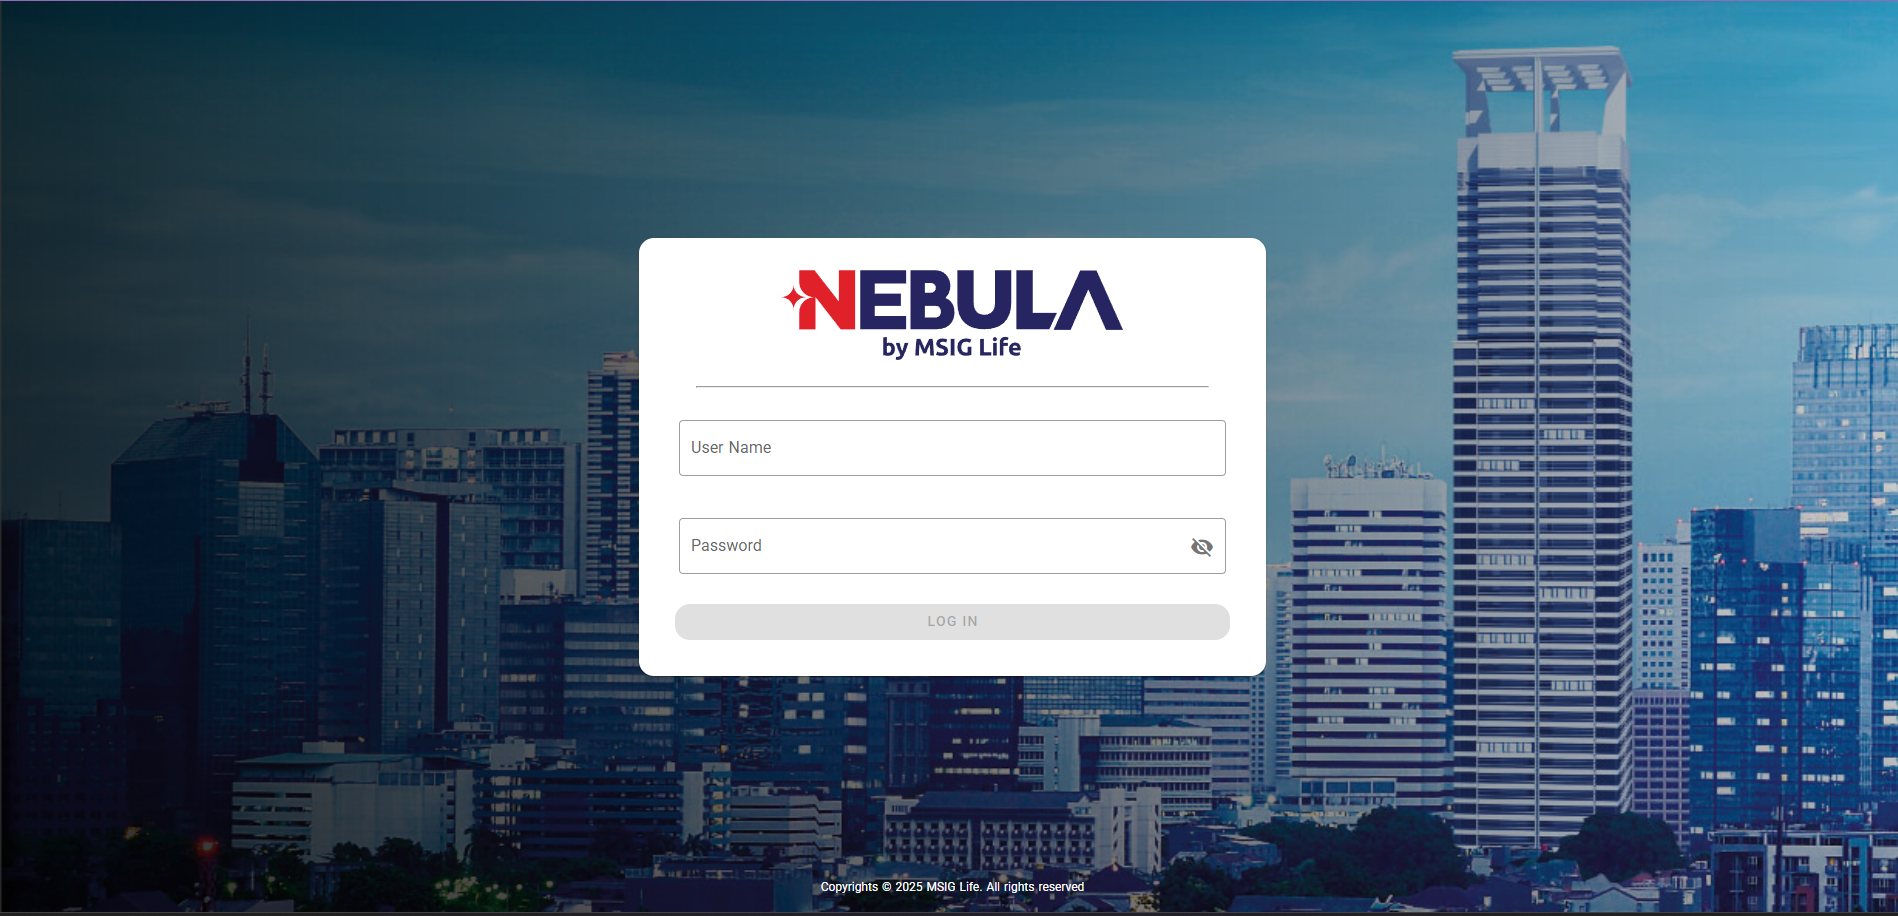 NEBULA
by MSIG Life
User Name
Password
LOG IN
Copyrights © 2025 MSIG Life. All rights reserved